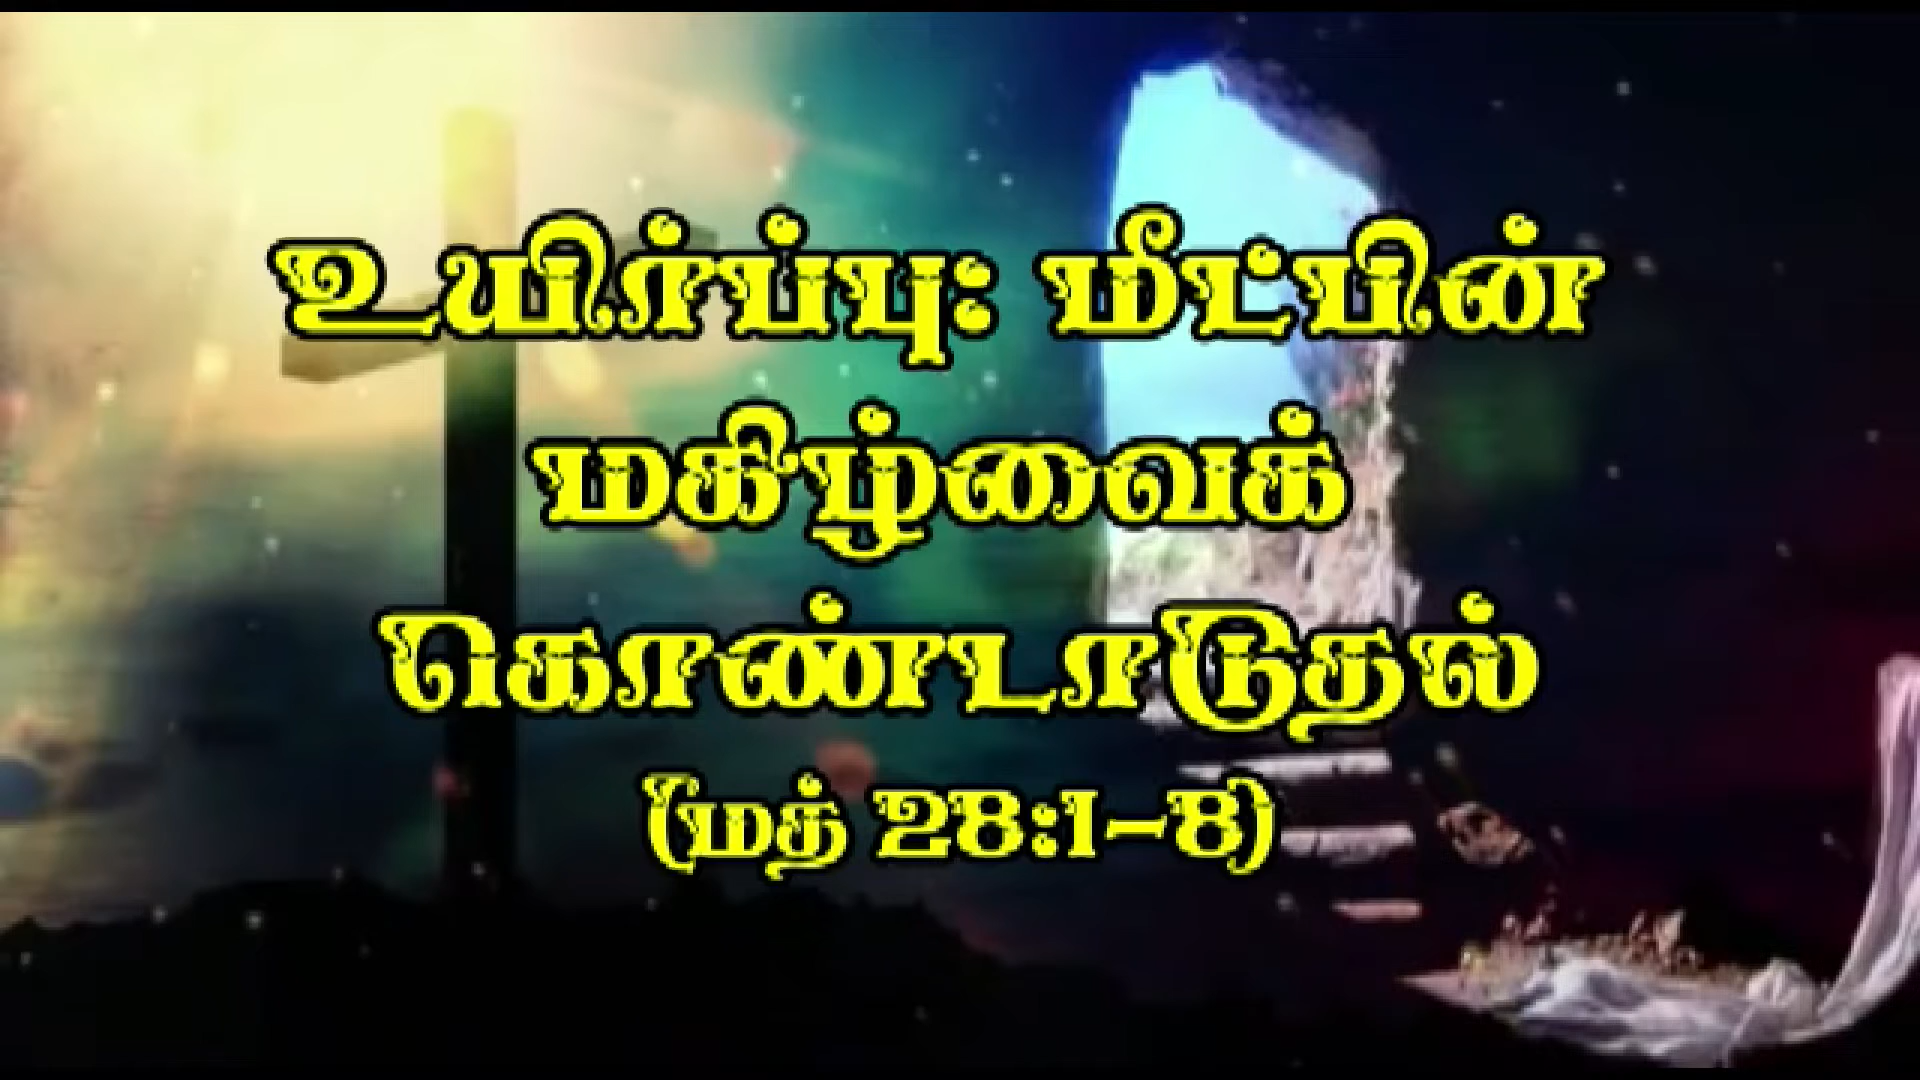 உயிர்ப்பு: மீட்பின்
மகிழ்வைக்
கொண்டாடுதல்
(மத் 28:1-8)